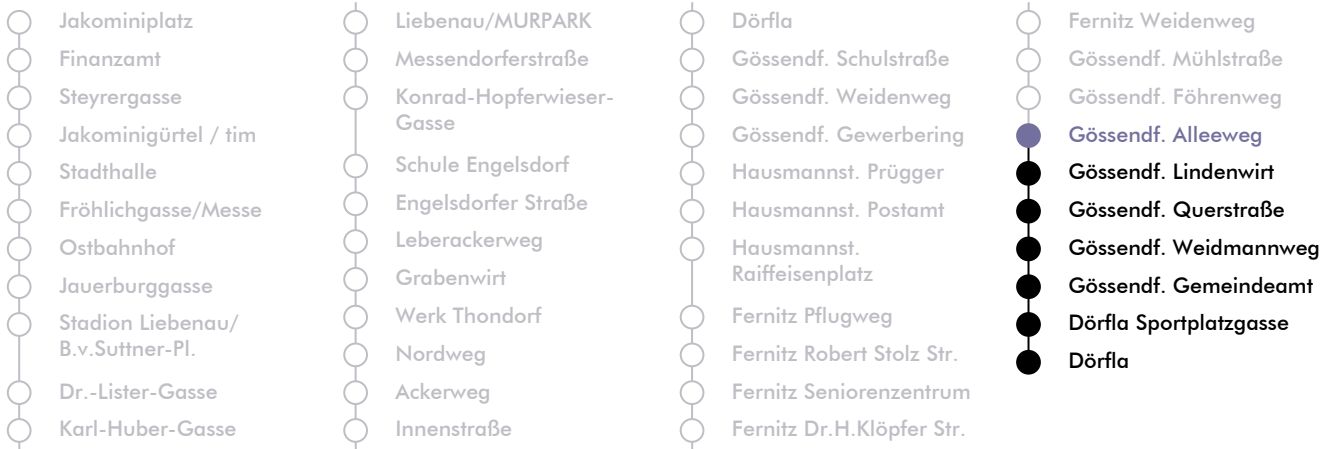 Jakominiplatz
Finanzamt
Steyrergasse
Jakominigürtel / tim
Stadthalle
Fröhlichgasse/Messe
Ostbahnhof
Jauerburggasse
Stadion Liebenau/
B.v.Suttner-Pl.
Dr.-Lister-Gasse
Karl-Huber-Gasse
Liebenau/MURPARK
Messendorferstraße
Konrad-Hopferwieser-
Gasse
Schule Engelsdorf
Engelsdorfer Straße
Leberackerweg
Grabenwirt
Werk Thondorf
Nordweg
Ackerweg
Innenstraße
Dörfla
Gössendf. Schulstraße
Gössendf. Weidenweg
Gössendf. Gewerbering
Hausmannst. Prügger
Hausmannst. Postamt
Hausmannst.
Raiffeisenplatz
Fernitz Pflugweg
Fernitz Robert Stolz Str.
Fernitz Seniorenzentrum
Fernitz Dr.H.Klöpfer Str.
Fernitz Weidenweg
Gössendf. Mühlstraße
Gössendf. Föhrenweg
Gössendf. Alleeweg
Gössendf. Lindenwirt
Gössendf. Querstraße
Gössendf. Weidmannweg
Gössendf. Gemeindeamt
Dörfla Sportplatzgasse
Dörfla